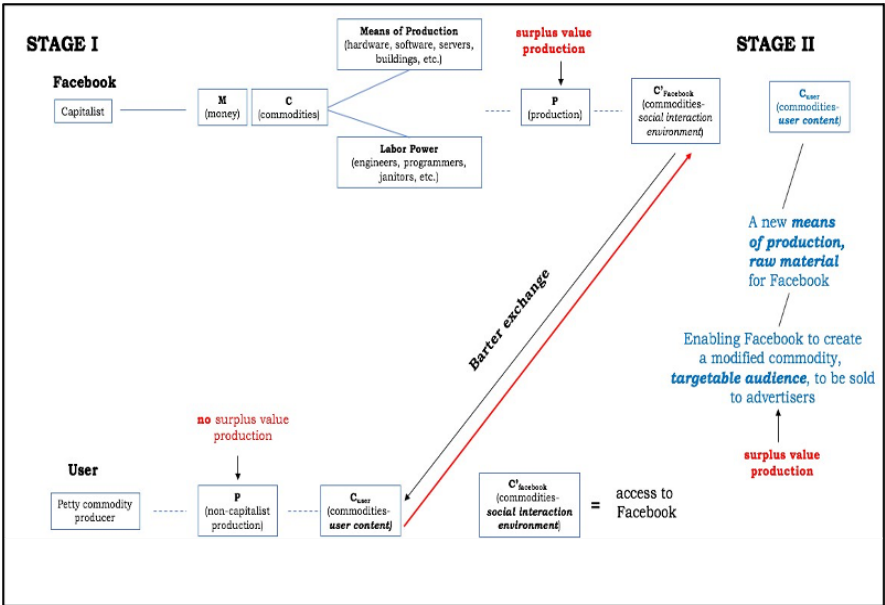 STAGE I
Facebook
Capitalist
M
(money)
C
(commodities)
Means of Production
(hardware, software, servers,
buildings, etc.)
Labor Power
(engineers, programmers,
janitors, etc.)
surplus value
production
P
(production)
C'Facebook
(commodities-
social interaction
environment)
STAGE II
Cuser
(commodities-
user content)
A new means
of production,
raw material
for Facebook
Enabling Facebook to create
a modified commodity,
targetable audience, to be sold
to advertisers
surplus value
production
Barter exchange
no surplus value
production
User
Petty commodity
producer
P
(non-capitalist
production)
Cuser
(commodities-
user content)
C'facebook
(commodities-
social interaction
environment)
=
access to
Facebook